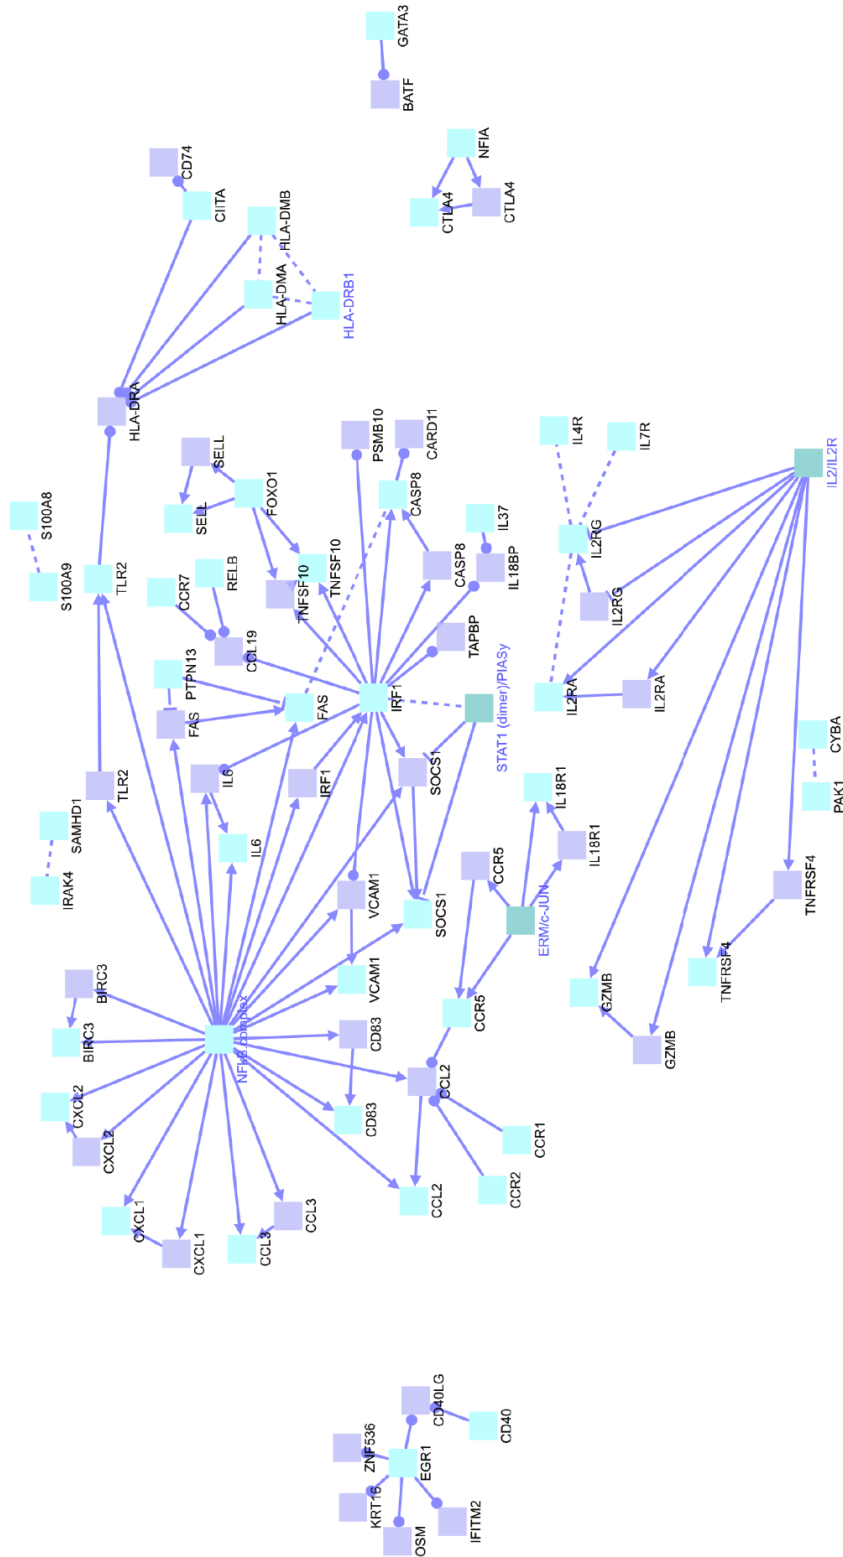 GATA3
BATF
CD74
CIITA
NFIA
CTLA4
CTLA4
HLA-DMB
HLA-DMA
HLA-DRB1
HLA-DRA
S100A8
S100A9
TLR2
SELL
SELL
FOXO1
PSMB10
CARD11
CASP8
IL4R
IL7R
IL2/IL2R
CCR7
RELB
TNFSF10
TNFSF10
IL37
CASP8
IL18BP
IL2RG
IL2RG
CCL19
TAPBP
PTPN13
FAS
FAS
IRF1
STAT1 (dimer)/PIASy
IL2RA
IL2RA
TLR2
IL6
IRF1
SOCS1
CYBA
PAK1
IL18R1
SAMHD1
IRAK4
IL6
CCR5
IL18R1
VCAM1
SOCS1
ERM/c-JUN
TNFRSF4
TNFRSF4
BIRC3
BIRC3
VCAM1
NFkB complex
CCR5
GZMB
GZMB
CD83
CCL2
CXCL2
CXCL2
CD83
CCR1
CCR2
CCL2
CXCL1
CXCL1
CCL3
CCL3
CD40LG
CD40
ZNF536
EGR1
KRT16
OSM
IFITM2